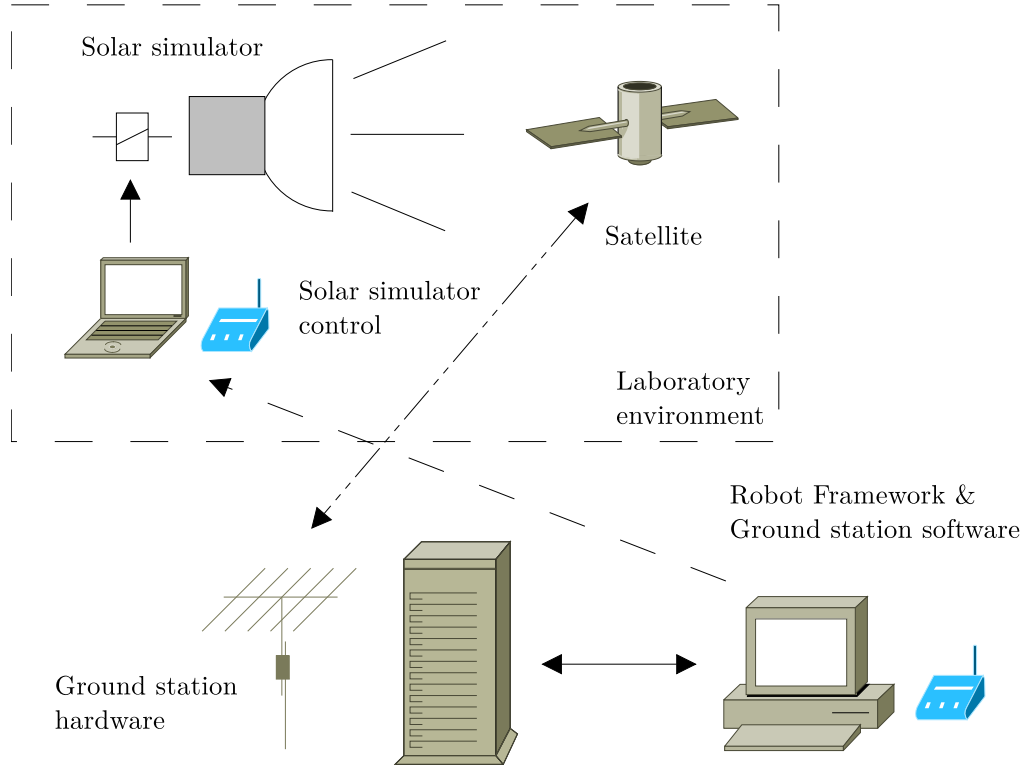 Solar simulator
Satellite
Solar simulator
control
Laboratory
environment
Robot Framework &
Ground station software
Ground station
hardware